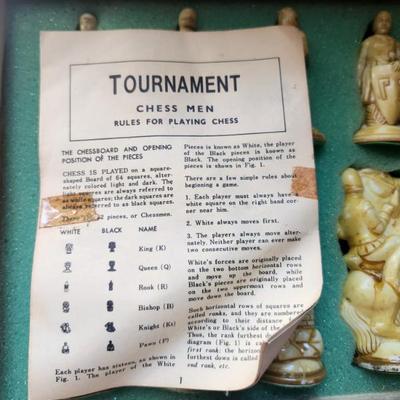 TOURNAMENT
CHESS MEN
RULES FOR PLAYING CHESS
THE CHESSBOARD AND OPENING
POSITION OF THE PIECES
CHESS IS PLAYED on a square-
shaped Board of 64 squares, alter-
nately colored light and dark. The
light squares are always referred to
as white squares; the dark squares are
always referred to as black squares.
There are 32 pieces, or Chessmen.
WHITE BLACK NAME
King (K)
Queen (Q)
Rook (R)
Bishop (B)
Knight (Kt)
Pawn (P)
Each player has sixteen, as shown in
Fig. 1. The player of the White
Pieces is known as White, the player
of the Black pieces is known as
Black. The opening position of the
pieces is shown in Fig. 1.
There are a few simple rules about
beginning a game.
1. Each player must always have a
white square on the right hand cor-
ner near him.
2. White always moves first.
3. The players always move alter-
nately. Neither player can ever make
two consecutive moves.
White's forces are originally placed
on the two bottom horizontal rows
and move up the board, while
Black's pieces are originally placed
on the two uppermost rows and
move down the board.
Such horizontal rows of squares are
called ranks, and they are numbered
according to their distance
White's or Black's side of the
Thus, the rank furthest down
diagram (Fig. 1) is called
first rank: the horizon
furthest down is called
end rank, etc.
1